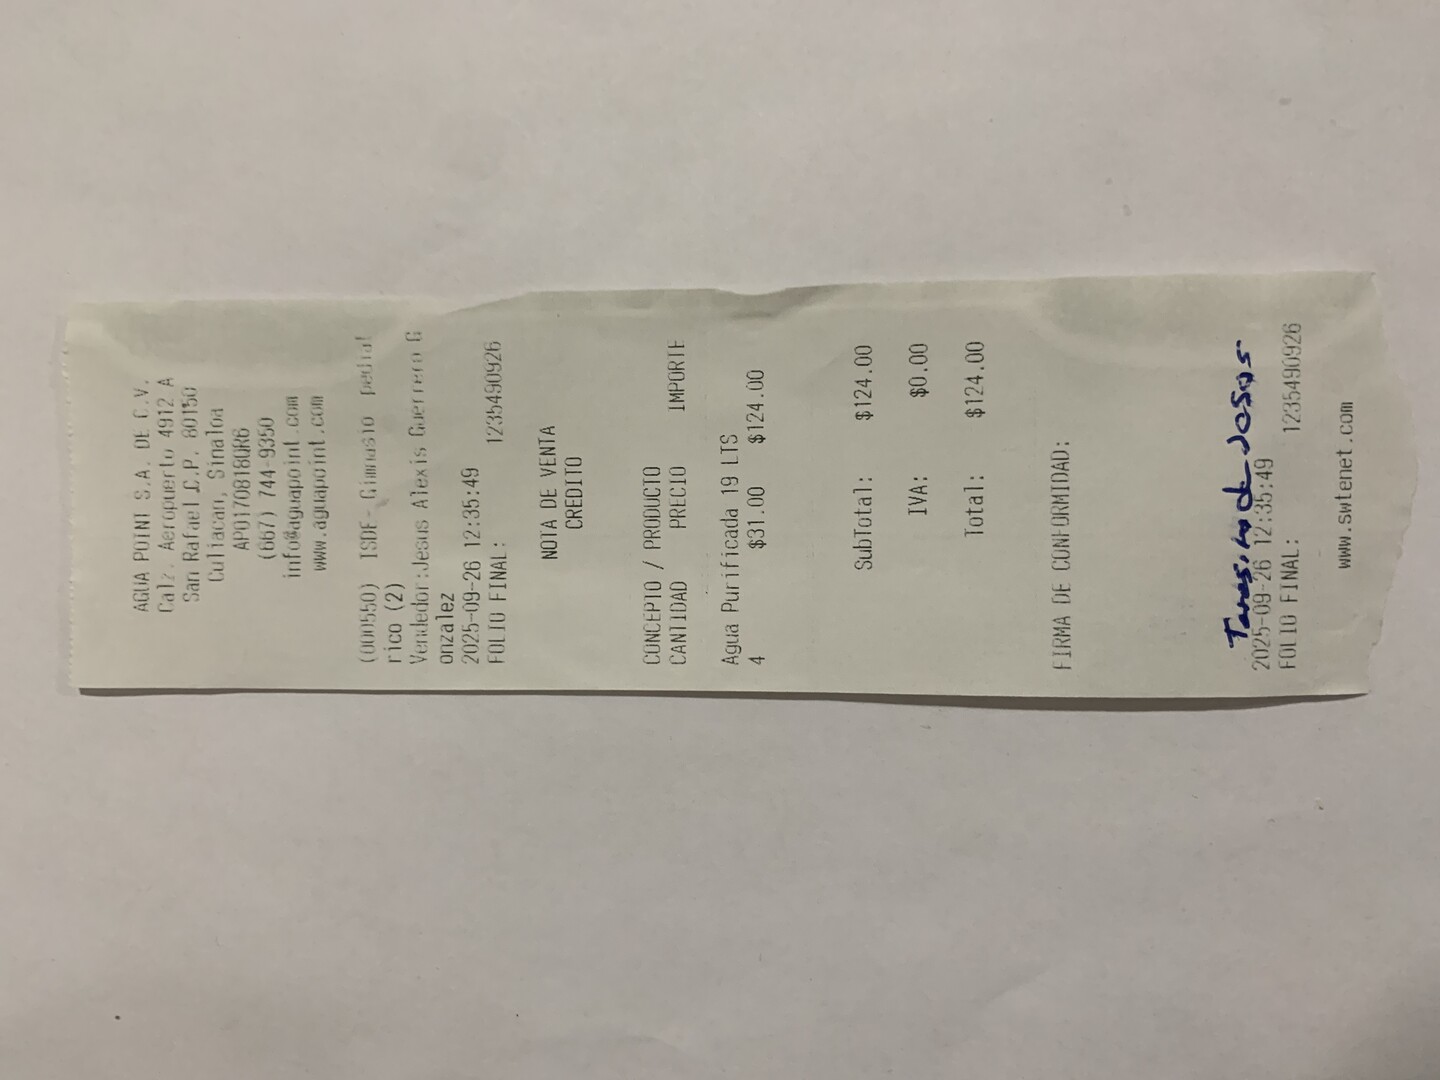 AGUA POINT S.A. DE C.V.
Calz. Aeropuerto 4912 A
San Rafael C.P. 80150
Culiacan, Sinaloa
APO170818QR6
(667) 744-9350
info@aguapoint.com
www.aguapoint.com
(000550) ISDE- Gimnasio pediat
rico (2)
Vendedor:Jesus Alexis Guerrero G
onzalez
2025-09-26 12:35:49
FOLIO FINAL: 1235490926
NOTA DE VENTA
CREDITO
CONCEPTO / PRODUCTO
CANTIDAD PRECIO IMPORTE
Agua Purificada 19 LTS
4 $31.00 $124.00
SubTotal: $124.00
IVA: $0.00
Total: $124.00
FIRMA DE CONFORMIDAD:
2025-09-26 12:35:49
FOLIO FINAL: 1235490926
www.swtenet.com